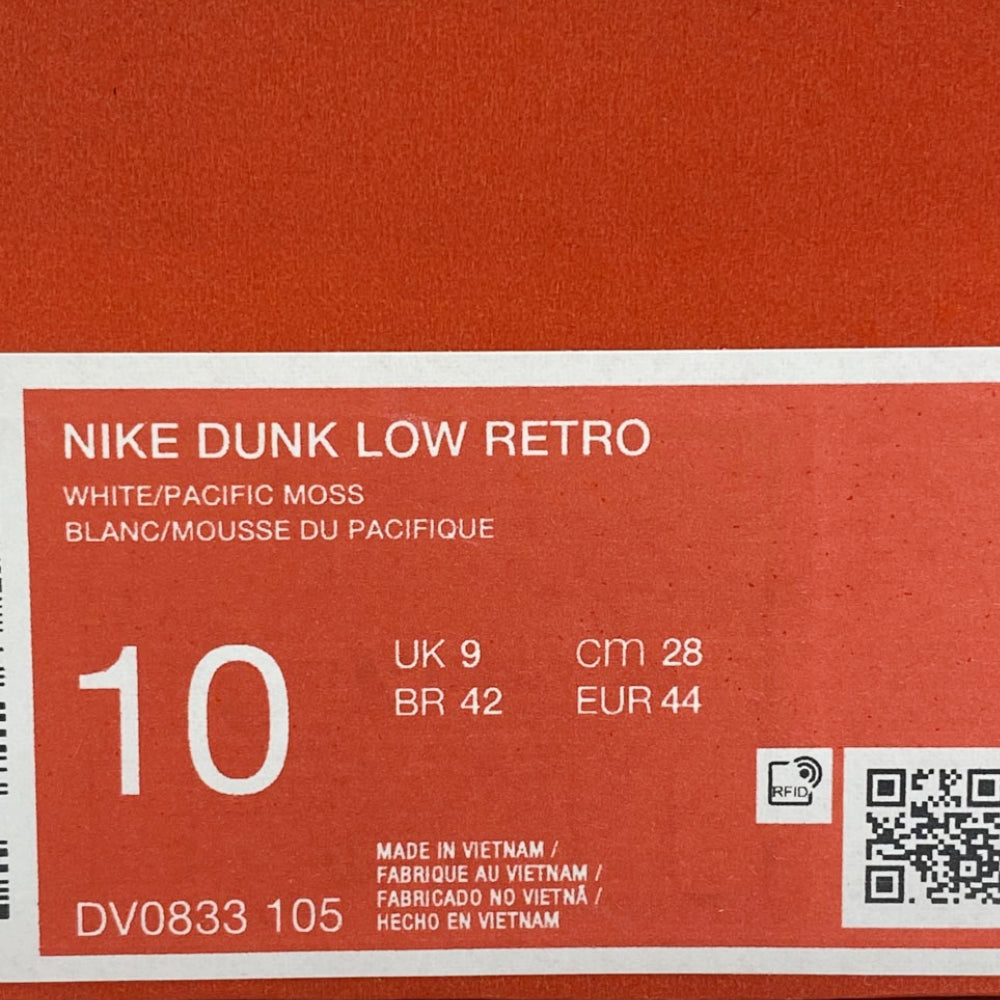 NIKE DUNK LOW RETRO
WHITE/PACIFIC MOSS
BLANC/MOUSSE DU PACIFIQUE
10
UK 9 cm 28
BR 42 EUR 44
RFID
MADE IN VIETNAM /
FABRIQUE AU VIETNAM /
FABRICADO NO VIETNÃ /
HECHO EN VIETNAM
DV0833 105